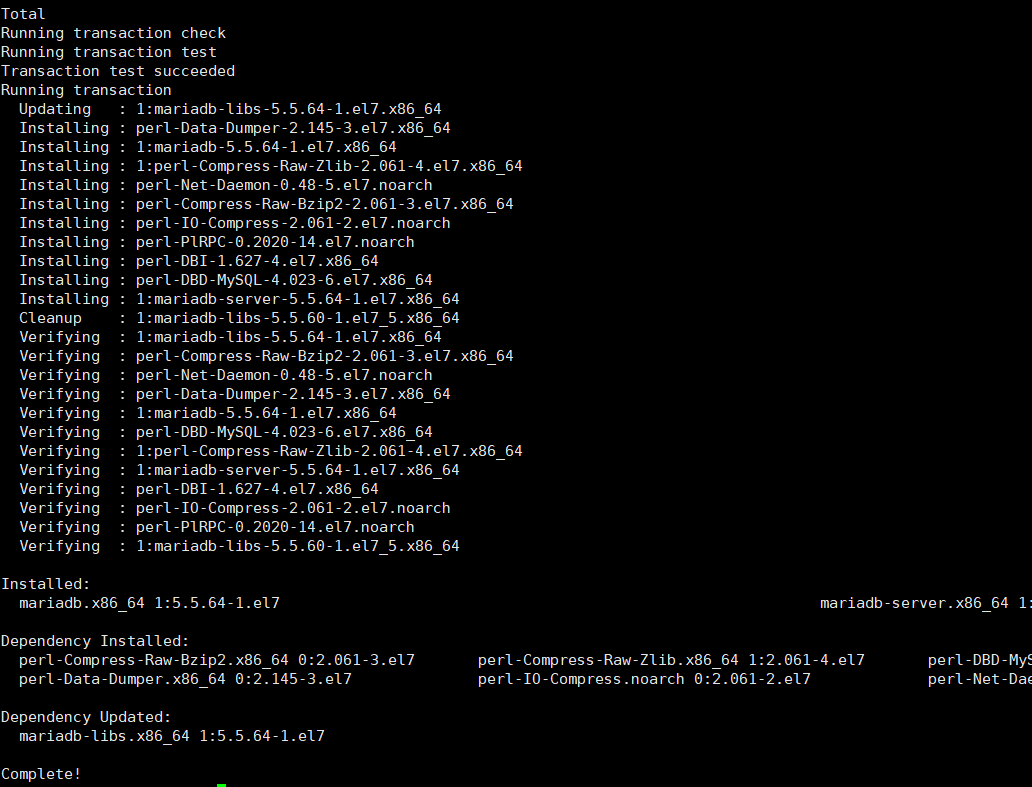 Total
Running transaction check
Running transaction test
Transaction test succeeded
Running transaction
  Updating   : 1:mariadb-libs-5.5.64-1.el7.x86_64
  Installing : perl-Data-Dumper-2.145-3.el7.x86_64
  Installing : 1:mariadb-5.5.64-1.el7.x86_64
  Installing : 1:perl-Compress-Raw-Zlib-2.061-4.el7.x86_64
  Installing : perl-Net-Daemon-0.48-5.el7.noarch
  Installing : perl-Compress-Raw-Bzip2-2.061-3.el7.x86_64
  Installing : perl-IO-Compress-2.061-2.el7.noarch
  Installing : perl-PlRPC-0.2020-14.el7.noarch
  Installing : perl-DBI-1.627-4.el7.x86_64
  Installing : perl-DBD-MySQL-4.023-6.el7.x86_64
  Installing : 1:mariadb-server-5.5.64-1.el7.x86_64
  Cleanup    : 1:mariadb-libs-5.5.60-1.el7_5.x86_64
  Verifying  : 1:mariadb-libs-5.5.64-1.el7.x86_64
  Verifying  : perl-Compress-Raw-Bzip2-2.061-3.el7.x86_64
  Verifying  : perl-Net-Daemon-0.48-5.el7.noarch
  Verifying  : perl-Data-Dumper-2.145-3.el7.x86_64
  Verifying  : 1:mariadb-5.5.64-1.el7.x86_64
  Verifying  : perl-DBD-MySQL-4.023-6.el7.x86_64
  Verifying  : 1:perl-Compress-Raw-Zlib-2.061-4.el7.x86_64
  Verifying  : 1:mariadb-server-5.5.64-1.el7.x86_64
  Verifying  : perl-DBI-1.627-4.el7.x86_64
  Verifying  : perl-IO-Compress-2.061-2.el7.noarch
  Verifying  : perl-PlRPC-0.2020-14.el7.noarch
  Verifying  : 1:mariadb-libs-5.5.60-1.el7_5.x86_64

Installed:
  mariadb.x86_64 1:5.5.64-1.el7 mariadb-server.x86_64 1:

Dependency Installed:
  perl-Compress-Raw-Bzip2.x86_64 0:2.061-3.el7 perl-Compress-Raw-Zlib.x86_64 1:2.061-4.el7 perl-DBD-MyS
  perl-Data-Dumper.x86_64 0:2.145-3.el7 perl-IO-Compress.noarch 0:2.061-2.el7 perl-Net-Dae

Dependency Updated:
  mariadb-libs.x86_64 1:5.5.64-1.el7

Complete!